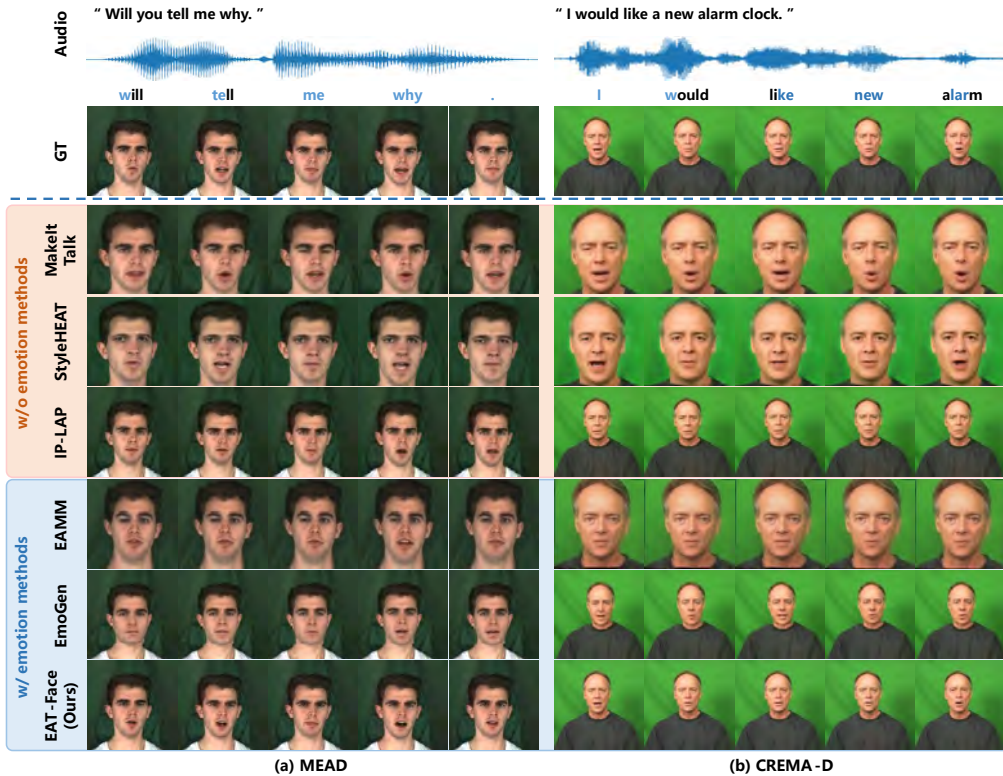 “ Will you tell me why. ”
“ I would like a new alarm clock. ”
Audio
will tell me why .
I would like new alarm
GT
w/o emotion methods
MakeIt
Talk
StyleHEAT
IP-LAP
w/ emotion methods
EAMM
EmoGen
EAT-Face
(Ours)
(a) MEAD
(b) CREMA-D